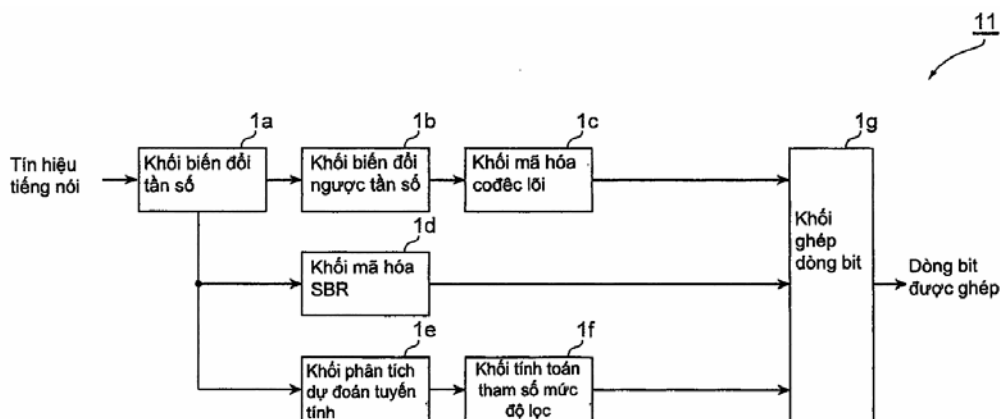 11
1a
1b
1c
1g
Tín hiệu
tiếng nói
Khối biến đổi
tần số
Khối biến đổi
ngược tần số
Khối mã hóa
cođêc lõi
Khối
ghép
dòng bit
1d
Khối mã hóa
SBR
Dòng bit
được ghép
1e
1f
Khối phân tích
dự đoán tuyến
tính
Khối tính toán
tham số mức
độ lọc